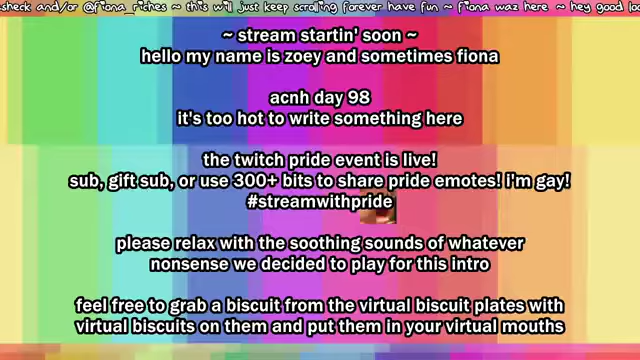 sheck and/or @fiona_riches ~ this will just keep scrolling forever have fun ~ fiona waz here ~ hey good loo
~ stream startin' soon ~
hello my name is zoey and sometimes fiona
acnh day 98
it's too hot to write something here
the twitch pride event is live!
sub, gift sub, or use 300+ bits to share pride emotes! i'm gay!
#streamwithpride
please relax with the soothing sounds of whatever
nonsense we decided to play for this intro
feel free to grab a biscuit from the virtual biscuit plates with
virtual biscuits on them and put them in your virtual mouths